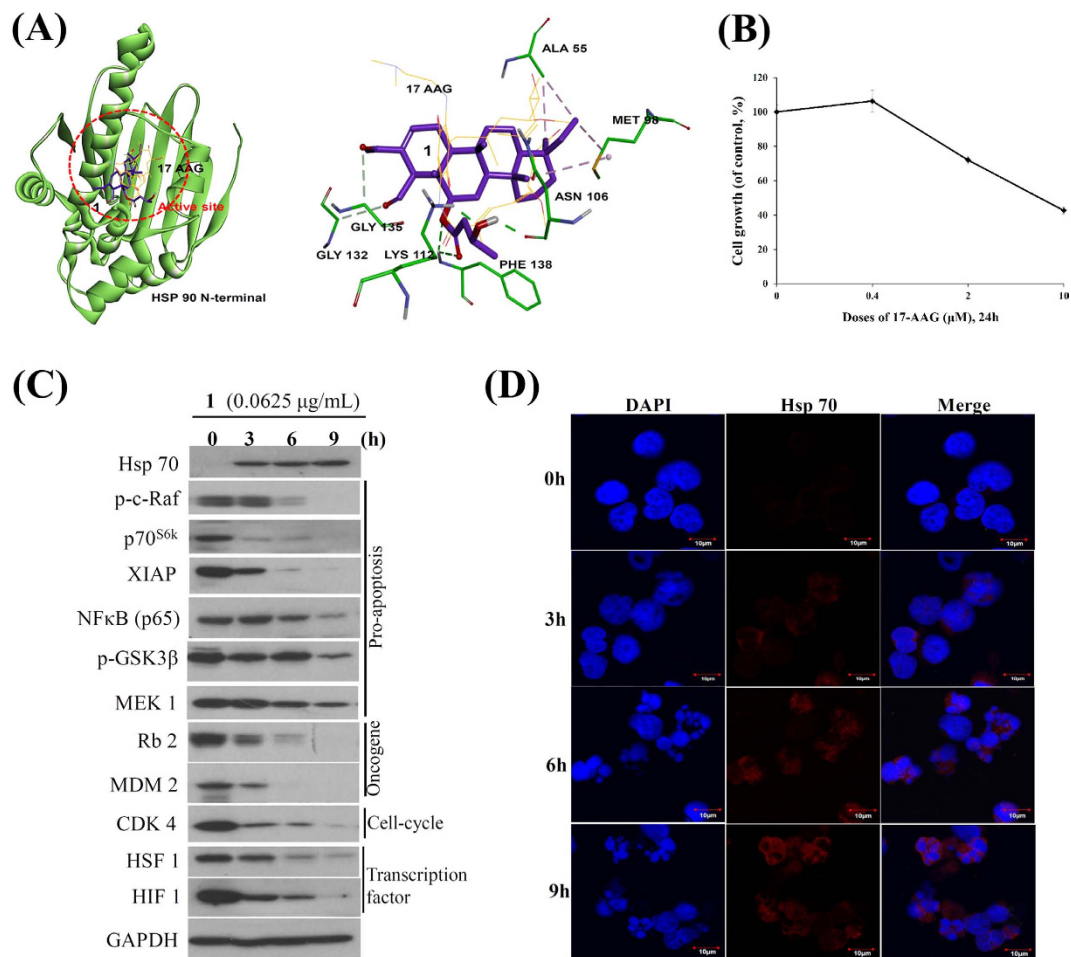 (A)
17 AAG
1
Active site
HSP 90 N-terminal
ALA 55
17 AAG
MET 98
1
ASN 106
GLY 135
GLY 132
LYS 112
PHE 138
(B)
Cell growth (of control, %)
120
100
80
60
40
20
0
0
0.4
2
10
Doses of 17-AAG (μM), 24h
(C)
1 (0.0625 μg/mL)
0 3 6 9 (h)
Hsp 70
p-c-Raf
p70S6k
XIAP
NFκB (p65)
p-GSK3β
MEK 1
Pro-apoptosis
Rb 2
MDM 2
Oncogene
CDK 4
Cell-cycle
HSF 1
HIF 1
Transcription
factor
GAPDH
(D)
DAPI Hsp 70 Merge
0h
10μm 10μm 10μm
3h
10μm 10μm 10μm
6h
10μm 10μm 10μm
9h
10μm 10μm 10μm